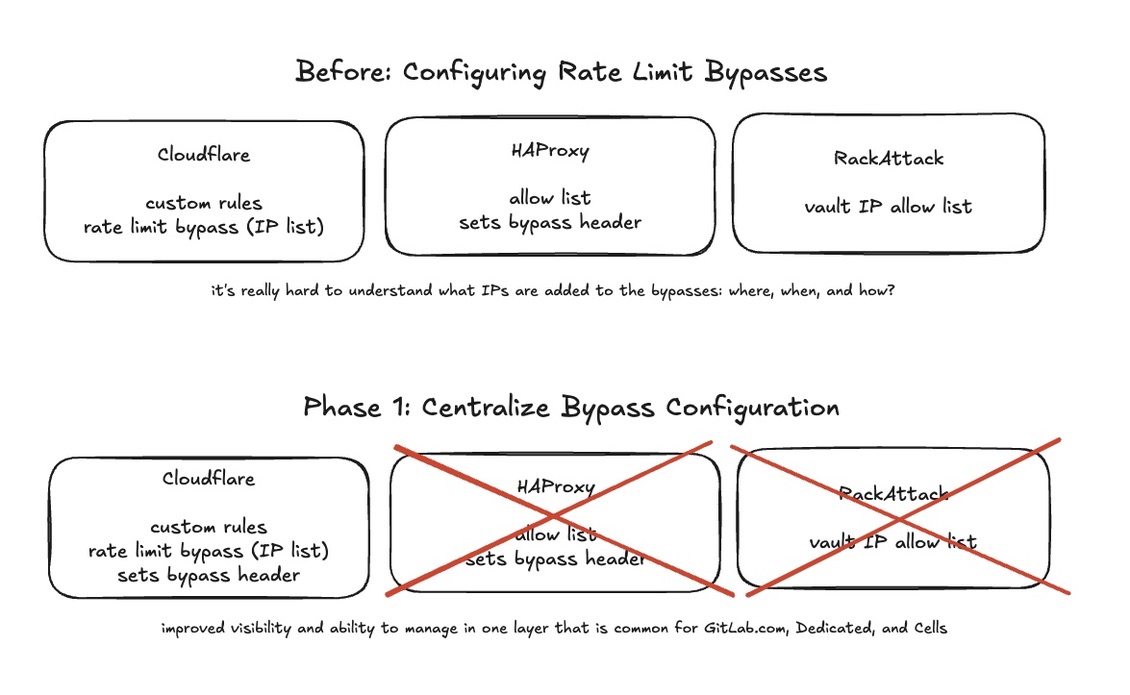 Before: Configuring Rate Limit Bypasses
Cloudflare
custom rules
rate limit bypass (IP list)
HAProxy
allow list
sets bypass header
RackAttack
vault IP allow list
it's really hard to understand what IPs are added to the bypasses: where, when, and how?
Phase 1: Centralize Bypass Configuration
Cloudflare
custom rules
rate limit bypass (IP list)
sets bypass header
HAProxy
allow list
sets bypass header
RackAttack
vault IP allow list
improved visibility and ability to manage in one layer that is common for GitLab.com, Dedicated, and Cells